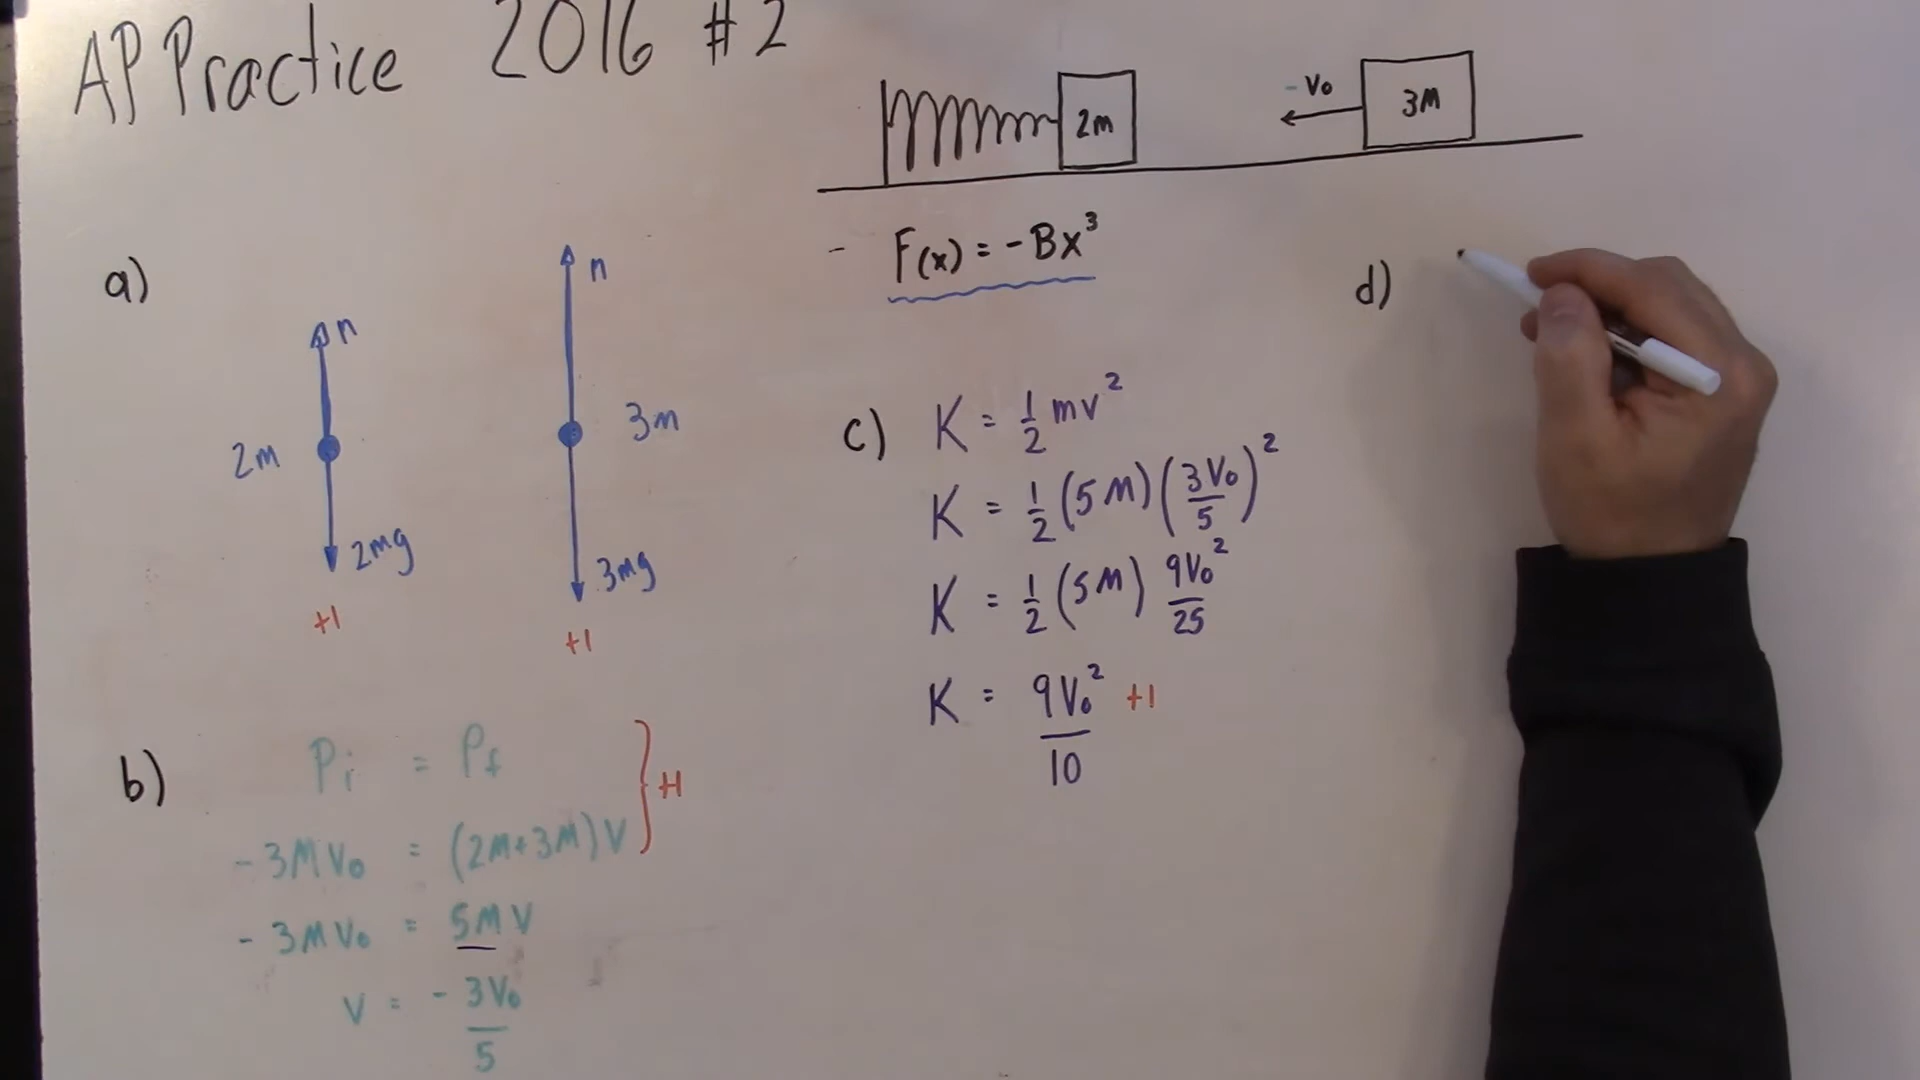 AP Practice 2016 #2
2m
-v₀
3M
- F(x) = -Bx³
a)
n
2m
2mg
+1
n
3m
3mg
+1
b)
Pi = Pf
-3MV₀ = (2M+3M)V
+1
-3MV₀ = 5MV
V = -3V₀/5
c) K = ½mv²
K = ½(5M)(3V₀/5)²
K = ½(5M) 9V₀²/25
K = 9V₀²/10 +1
d)